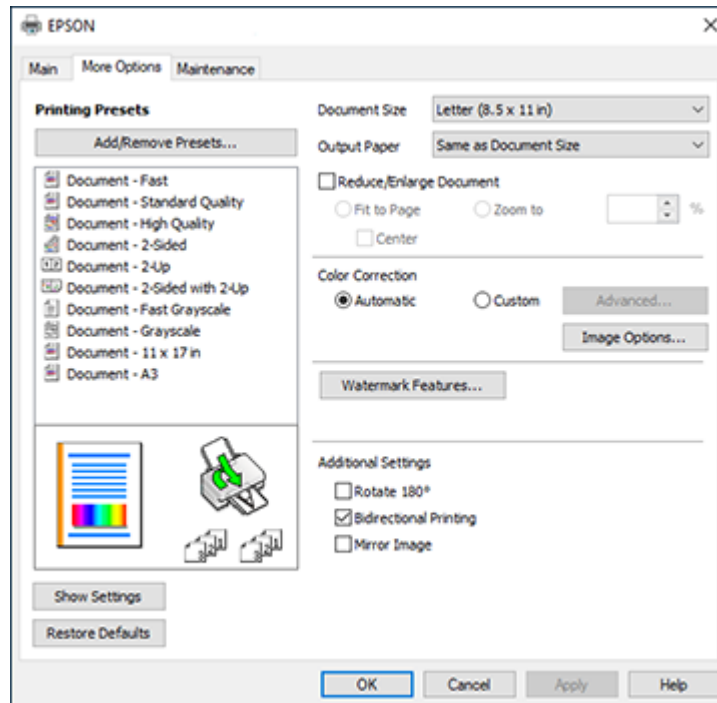 EPSON
Main
More Options
Maintenance
Printing Presets
Add/Remove Presets...
Document - Fast
Document - Standard Quality
Document - High Quality
Document - 2-Sided
Document - 2-Up
Document - 2-Sided with 2-Up
Document - Fast Grayscale
Document - Grayscale
Document - 11 x 17 in
Document - A3
Show Settings
Restore Defaults
Document Size Letter (8.5 x 11 in)
Output Paper Same as Document Size
Reduce/Enlarge Document
Fit to Page Zoom to %
Center
Color Correction
Automatic Custom Advanced...
Image Options...
Watermark Features...
Additional Settings
Rotate 180°
Bidirectional Printing
Mirror Image
OK Cancel Apply Help